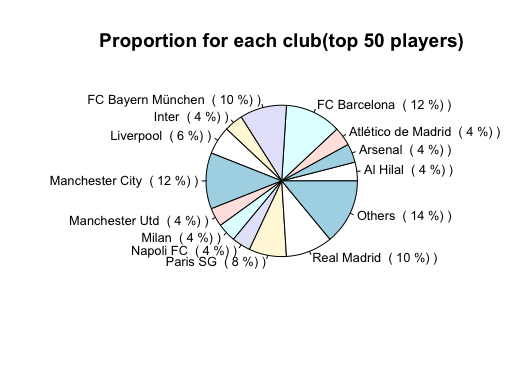 Proportion for each club(top 50 players)
FC Bayern München ( 10 %) )
FC Barcelona ( 12 %) )
Inter ( 4 %) )
Atlético de Madrid ( 4 %) )
Liverpool ( 6 %) )
Arsenal ( 4 %) )
Al Hilal ( 4 %) )
Manchester City ( 12 %) )
Others ( 14 %) )
Manchester Utd ( 4 %) )
Milan ( 4 %) )
Napoli FC ( 4 %) )
Paris SG ( 8 %) )
Real Madrid ( 10 %) )